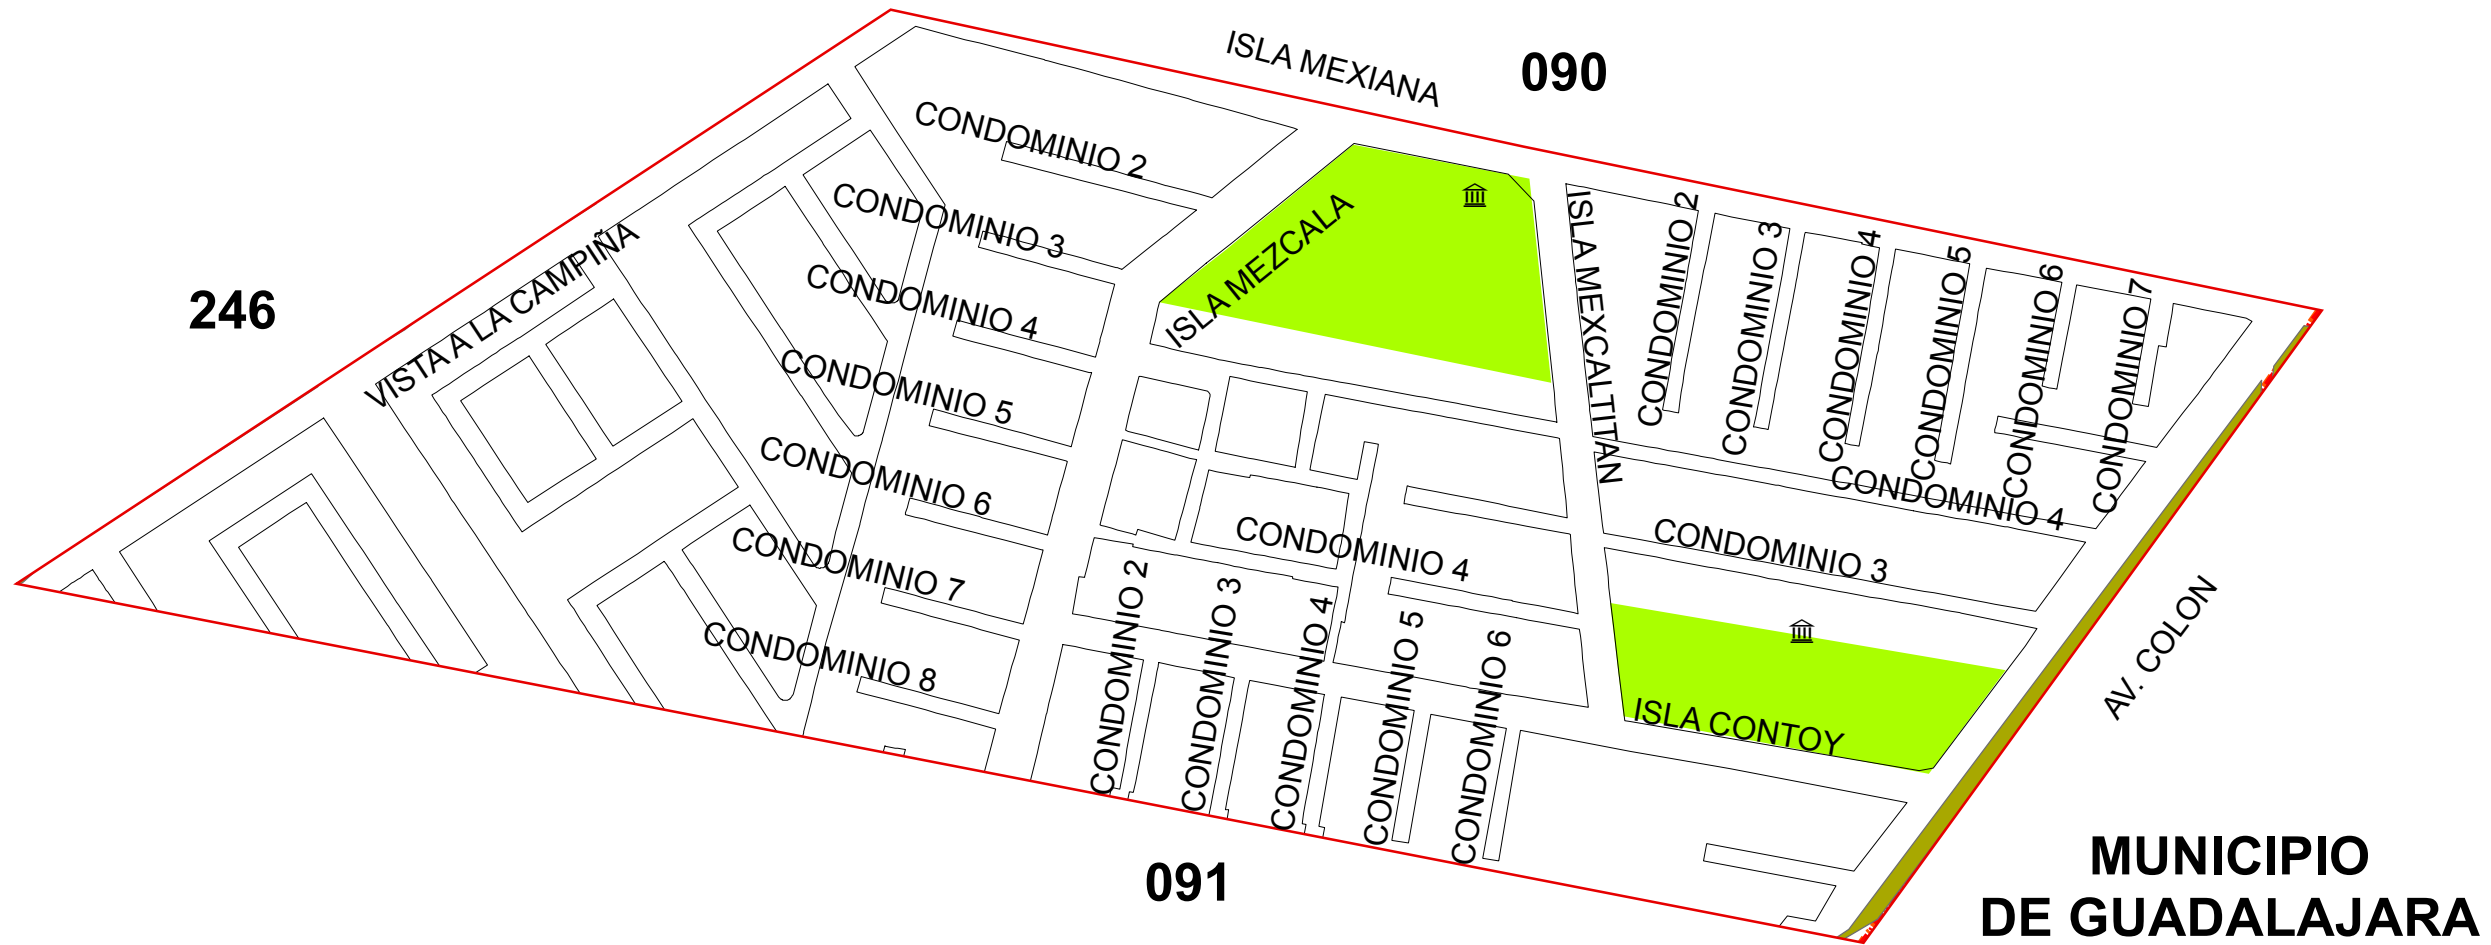 ISLA MEXIANA
090
CONDOMINIO 2
CONDOMINIO 3
CONDOMINIO 4
CONDOMINIO 5
CONDOMINIO 6
CONDOMINIO 7
CONDOMINIO 8
VISTA A LA CAMPIÑA
246
ISLA MEZCALA
ISLA MEXCALTITAN
CONDOMINIO 2
CONDOMINIO 3
CONDOMINIO 4
CONDOMINIO 5
CONDOMINIO 6
CONDOMINIO 7
CONDOMINIO 4
CONDOMINIO 3
CONDOMINIO 4
CONDOMINIO 2
CONDOMINIO 3
CONDOMINIO 4
CONDOMINIO 5
CONDOMINIO 6
ISLA CONTOY
AV. COLON
091
MUNICIPIO
DE GUADALAJARA